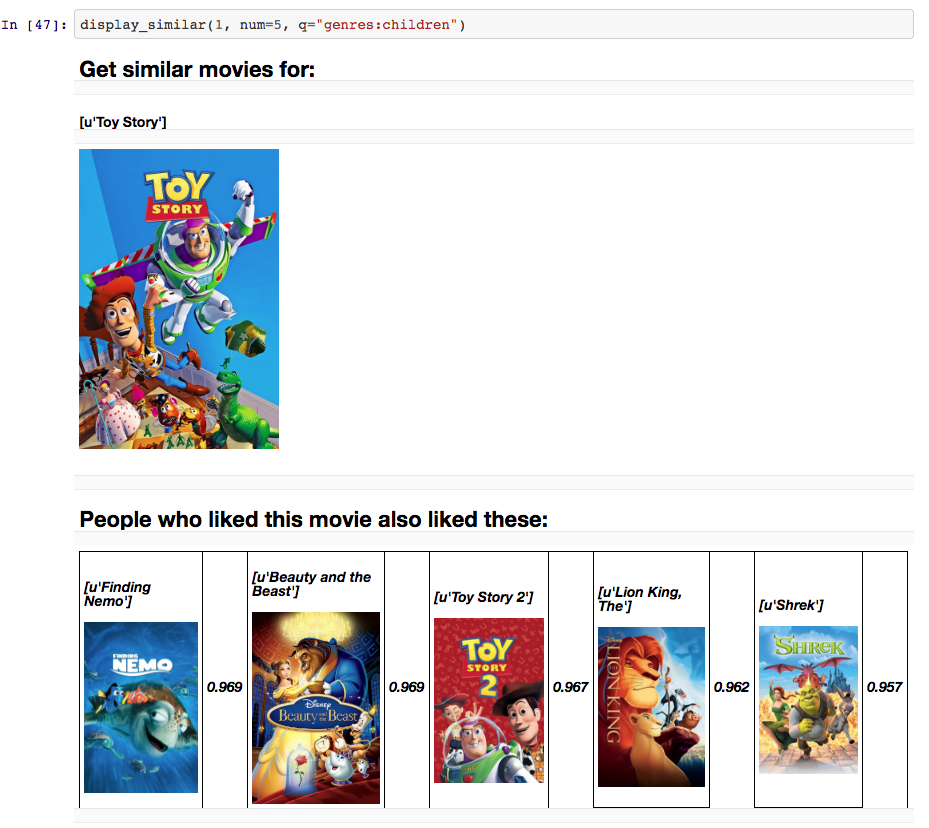 In [47]: display_similar(1, num=5, q="genres:children")
Get similar movies for:
[u'Toy Story']
TOY
STORY
People who liked this movie also liked these:
[u'Finding
Nemo']
FINDING
NEMO
0.969
[u'Beauty and the
Beast']
Disney
Beauty and the Beast
0.969
[u'Toy Story 2']
TOY
STORY
2
0.967
[u'Lion King,
The']
Disney
LION KING
0.962
[u'Shrek']
SHREK
0.957